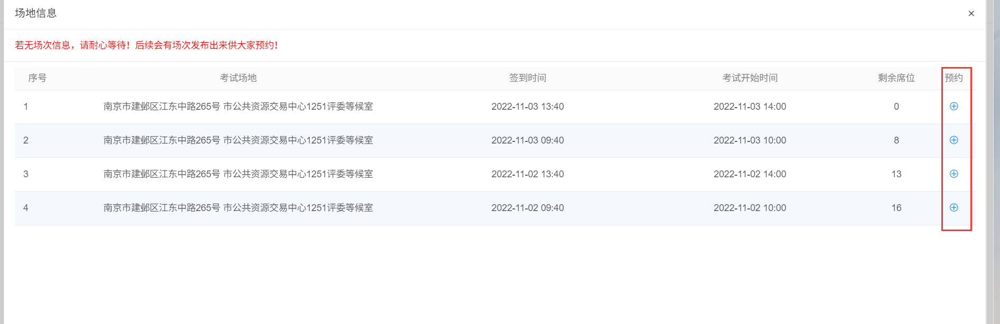 场地信息
若无场次信息，请耐心等待！后续会有场次发布出来供大家预约！
序号 考试场地 签到时间 考试开始时间 剩余席位 预约
1 南京市建邺区江东中路265号 市公共资源交易中心1251评委等候室 2022-11-03 13:40 2022-11-03 14:00 0
2 南京市建邺区江东中路265号 市公共资源交易中心1251评委等候室 2022-11-03 09:40 2022-11-03 10:00 8
3 南京市建邺区江东中路265号 市公共资源交易中心1251评委等候室 2022-11-02 13:40 2022-11-02 14:00 13
4 南京市建邺区江东中路265号 市公共资源交易中心1251评委等候室 2022-11-02 09:40 2022-11-02 10:00 16